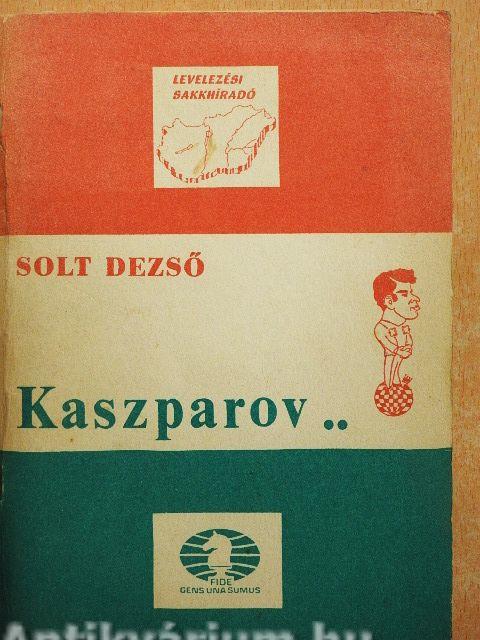 LEVELEZÉSI
SAKKHÍRADÓ
SOLT DEZSŐ
Kaszparov ..
FIDE
GENS UNA SUMUS
Antikvárium.hu